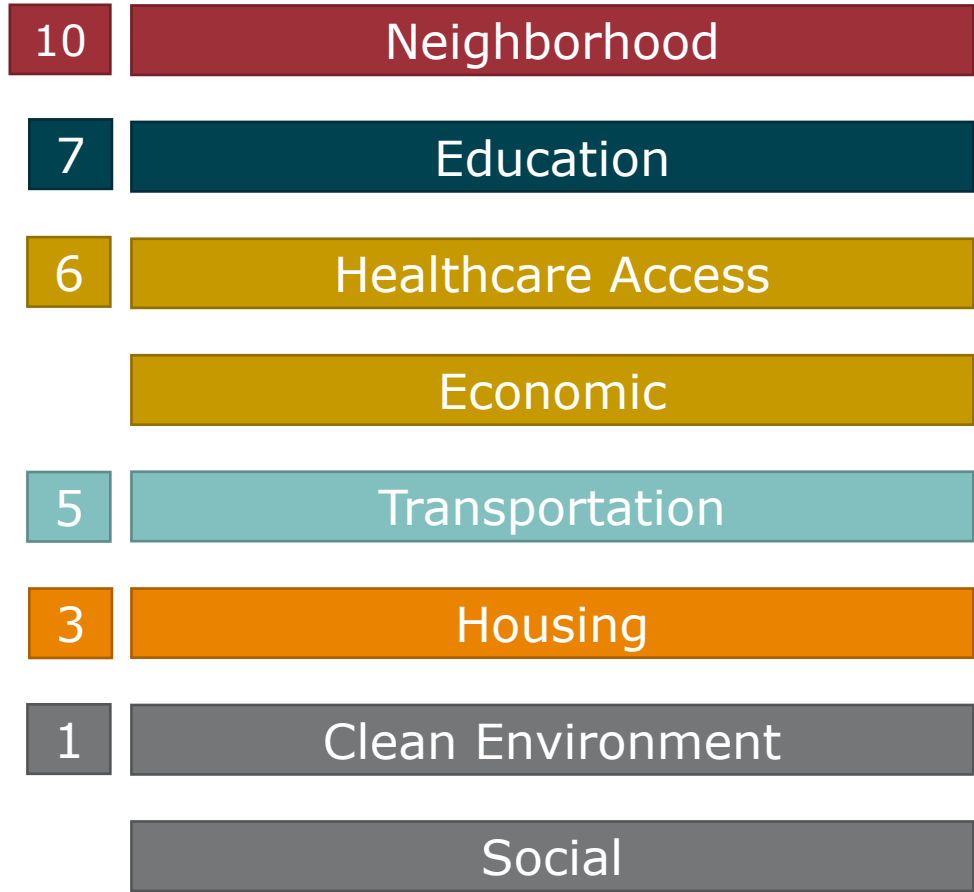 10 Neighborhood
7 Education
6 Healthcare Access
Economic
5 Transportation
3 Housing
1 Clean Environment
Social